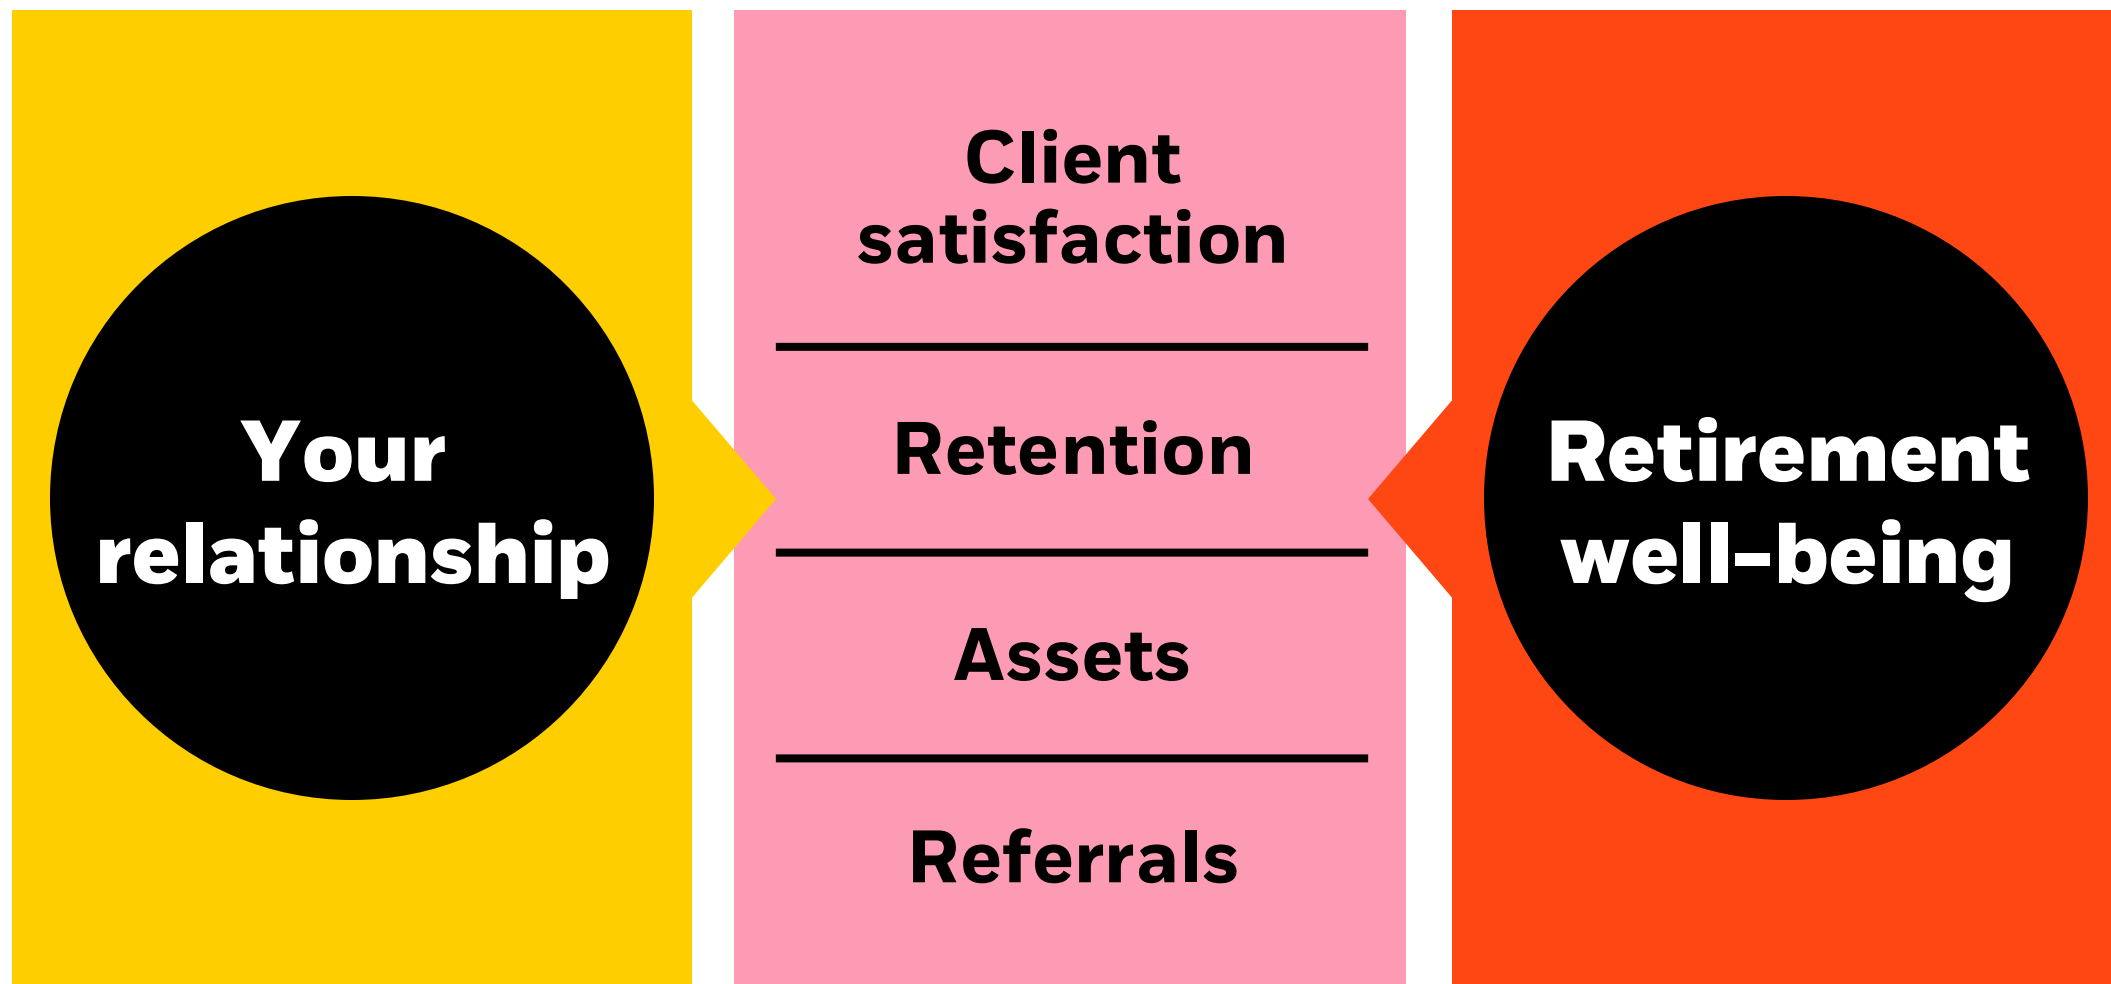 Your
relationship
Client
satisfaction
Retention
Assets
Referrals
Retirement
well-being